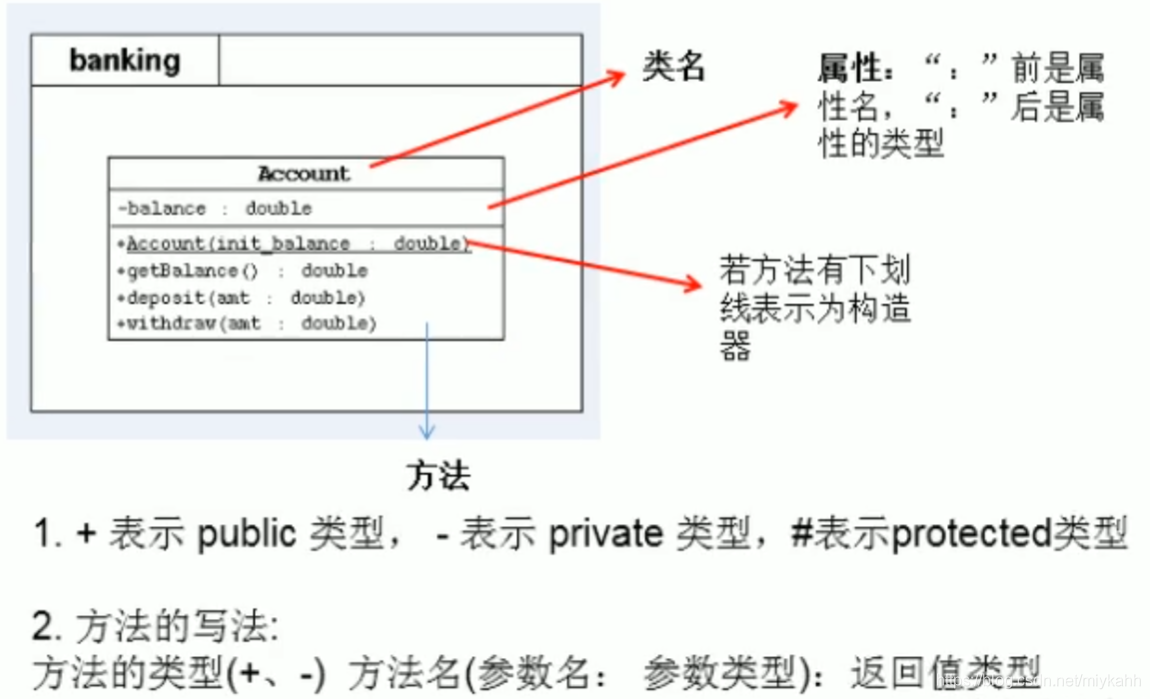 banking
类名
属性：“：”前是属
性名，“：”后是属
性的类型
Account
-balance : double
+Account(init_balance : double)
+getBalance() : double
+deposit(amt : double)
+withdraw(amt : double)
若方法有下划
线表示为构造
器
方法
1. + 表示 public 类型， - 表示 private 类型，#表示protected类型
2. 方法的写法:
方法的类型(+、-) 方法名(参数名： 参数类型)：返回值类型
https://blog.csdn.net/miykahh